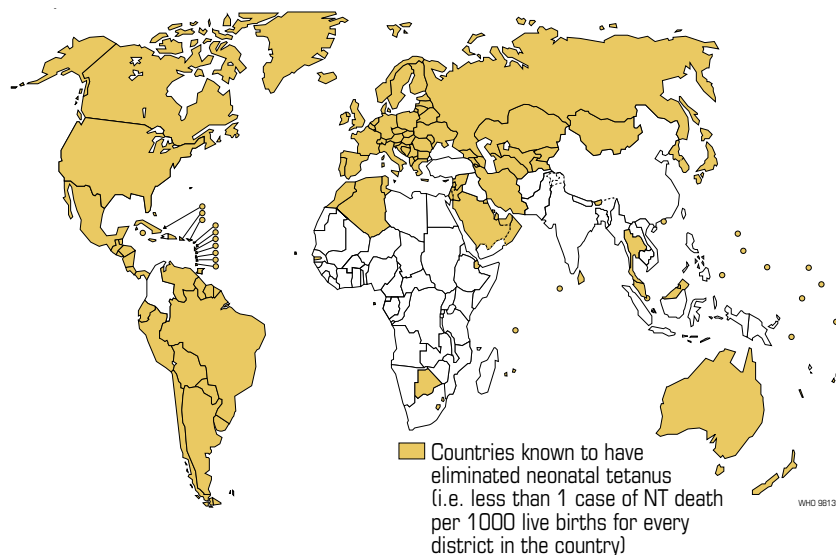 Countries known to have
eliminated neonatal tetanus
(i.e. less than 1 case of NT death
per 1000 live births for every
district in the country)
WHO 9813